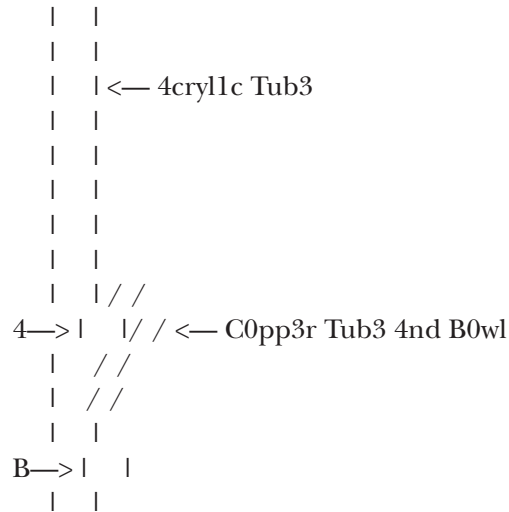 |   |
|   |
|   | <— 4cryl1c Tub3
|   |
|   |
|   |
|   |
|   |
|   | / /
4—> |   |/ / <— C0pp3r Tub3 4nd B0wl
|   / /
|   / /
|   |
B—> |   |
|   |